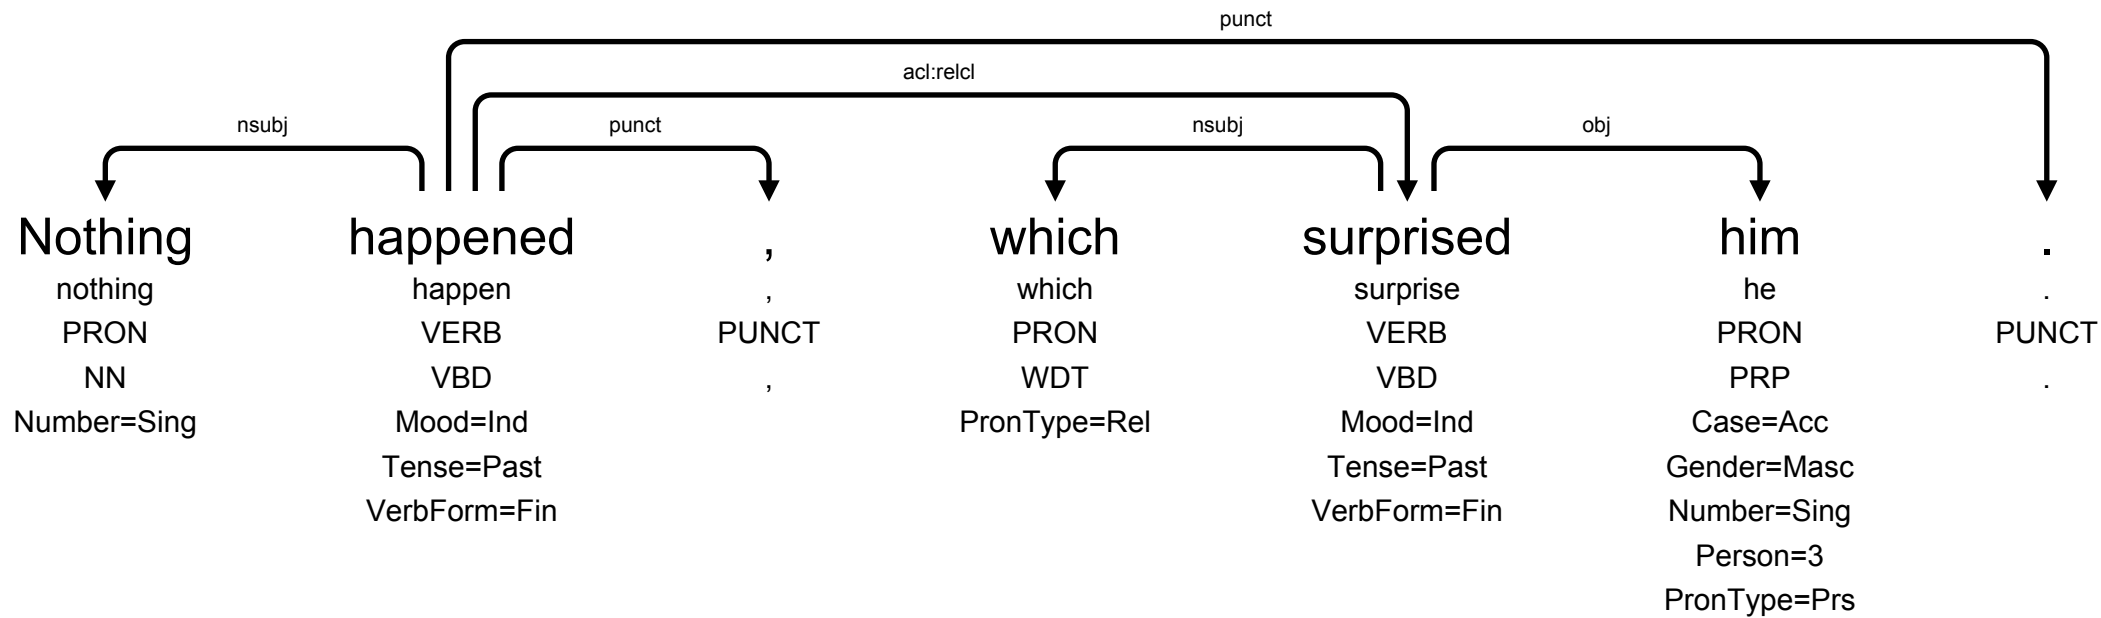 punct
acl:relcl
nsubj punct nsubj obj
Nothing happened , which surprised him .
nothing happen , which surprise he .
PRON VERB PUNCT PRON VERB PRON PUNCT
NN VBD , WDT VBD PRP .
Number=Sing Mood=Ind PronType=Rel Mood=Ind Case=Acc
Tense=Past Tense=Past Gender=Masc
VerbForm=Fin VerbForm=Fin Number=Sing
Person=3
PronType=Prs